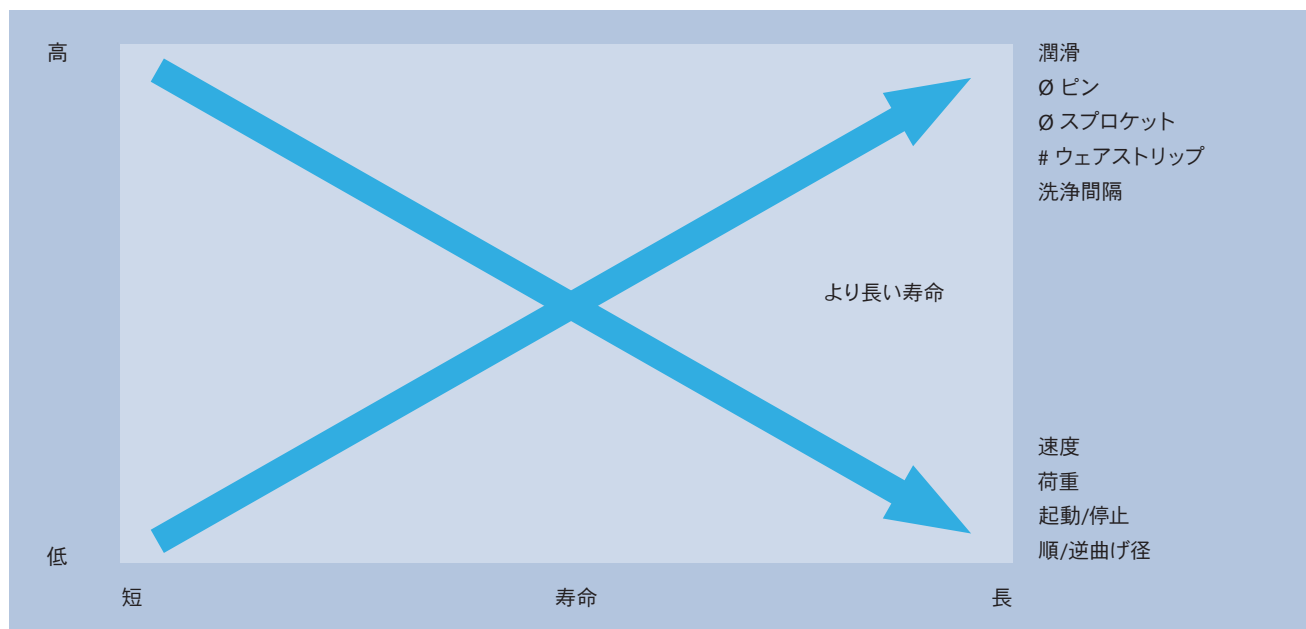 高
潤滑
Ø ピン
Ø スプロケット
# ウェアストリップ
洗浄間隔
より長い寿命
速度
荷重
起動/停止
順/逆曲げ径
低
短
寿命
長